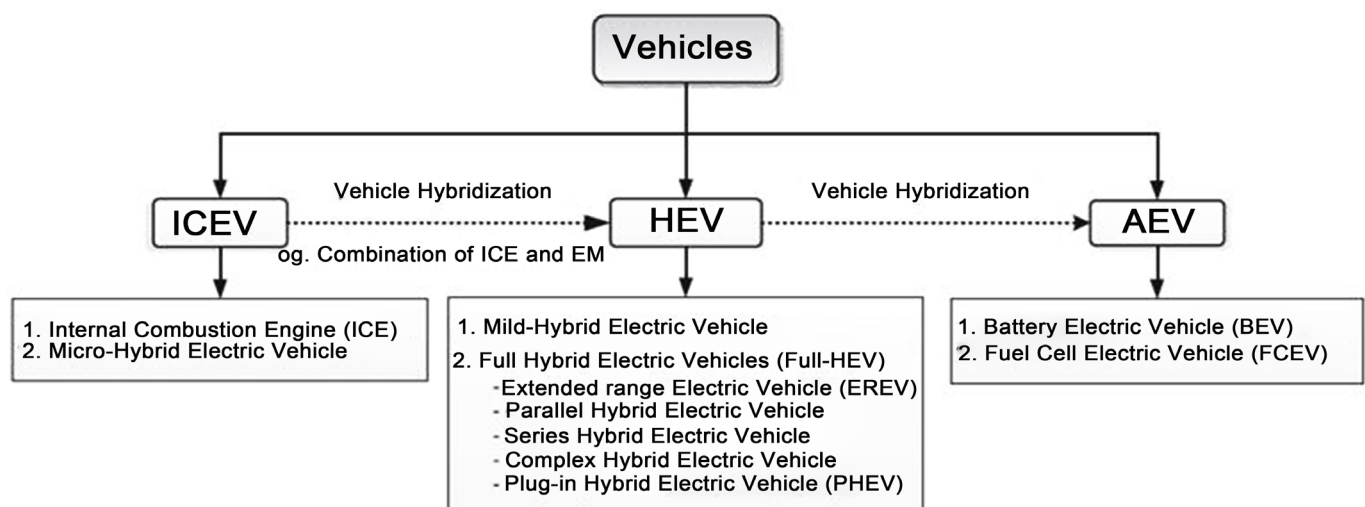 Vehicles
Vehicle Hybridization
Vehicle Hybridization
ICEV
HEV
AEV
og. Combination of ICE and EM
1. Internal Combustion Engine (ICE)
2. Micro-Hybrid Electric Vehicle
1. Mild-Hybrid Electric Vehicle
2. Full Hybrid Electric Vehicles (Full-HEV)
-Extended range Electric Vehicle (EREV)
- Parallel Hybrid Electric Vehicle
- Series Hybrid Electric Vehicle
- Complex Hybrid Electric Vehicle
- Plug-in Hybrid Electric Vehicle (PHEV)
1. Battery Electric Vehicle (BEV)
2. Fuel Cell Electric Vehicle (FCEV)